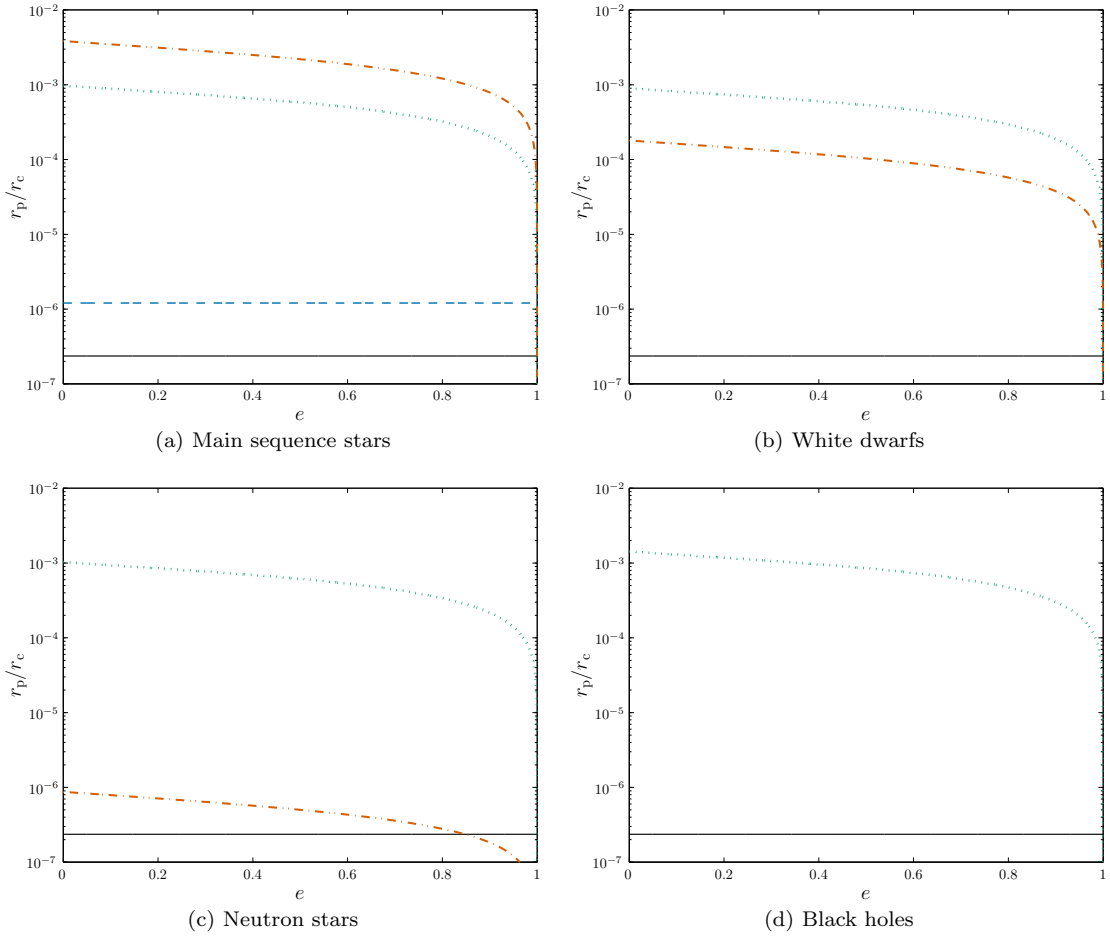 10⁻²
10⁻³
10⁻⁴
10⁻⁵
10⁻⁶
10⁻⁷
r_p/r_c
0 0.2 0.4 0.6 0.8 1
e
(a) Main sequence stars
10⁻²
10⁻³
10⁻⁴
10⁻⁵
10⁻⁶
10⁻⁷
r_p/r_c
0 0.2 0.4 0.6 0.8 1
e
(b) White dwarfs
10⁻²
10⁻³
10⁻⁴
10⁻⁵
10⁻⁶
10⁻⁷
r_p/r_c
0 0.2 0.4 0.6 0.8 1
e
(c) Neutron stars
10⁻²
10⁻³
10⁻⁴
10⁻⁵
10⁻⁶
10⁻⁷
r_p/r_c
0 0.2 0.4 0.6 0.8 1
e
(d) Black holes